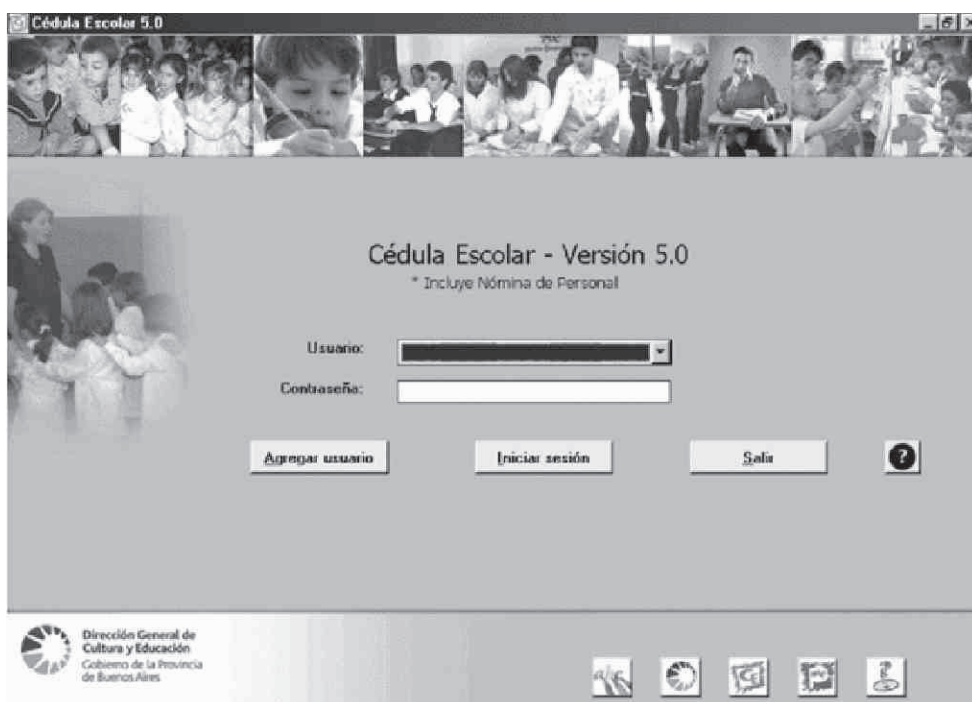 Cédula Escolar 5.0
Cédula Escolar - Versión 5.0
* Incluye Nómina de Personal
Usuario:
Contraseña:
Agregar usuario
Iniciar sesión
Salir
?
Dirección General de
Cultura y Educación
Gobierno de la Provincia
de Buenos Aires